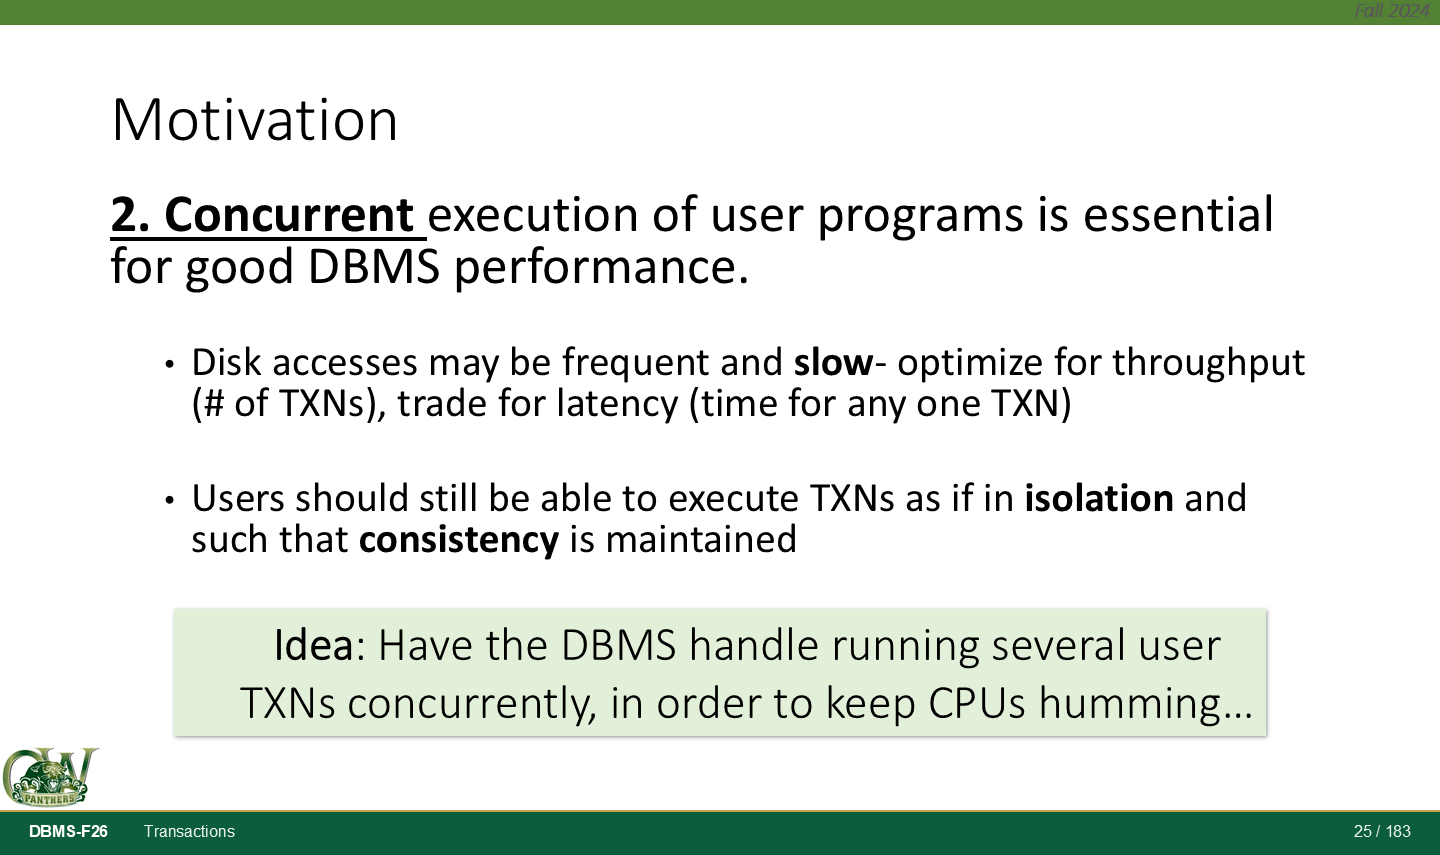 Fall 2024
Motivation
2. Concurrent execution of user programs is essential
for good DBMS performance.
• Disk accesses may be frequent and slow- optimize for throughput
(# of TXNs), trade for latency (time for any one TXN)
• Users should still be able to execute TXNs as if in isolation and
such that consistency is maintained
Idea: Have the DBMS handle running several user
TXNs concurrently, in order to keep CPUs humming...
OW
PANTHERS
DBMS-F26 Transactions 25 / 183